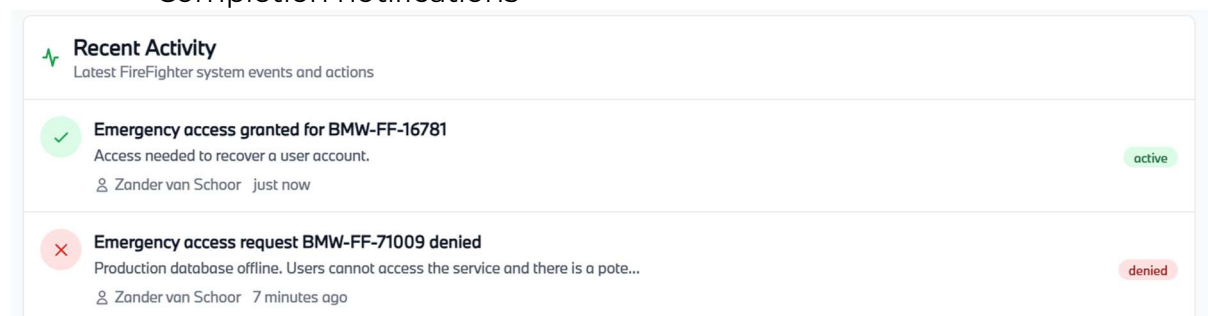 Completion notifications
Recent Activity
Latest FireFighter system events and actions
Emergency access granted for BMW-FF-16781
Access needed to recover a user account.
active
Zander van Schoor just now
Emergency access request BMW-FF-71009 denied
Production database offline. Users cannot access the service and there is a pote...
denied
Zander van Schoor 7 minutes ago